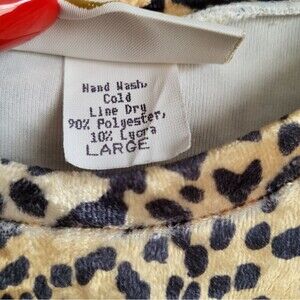 Hand Wash,
Cold
Line Dry
90% Polyester,
10% Lycra
LARGE